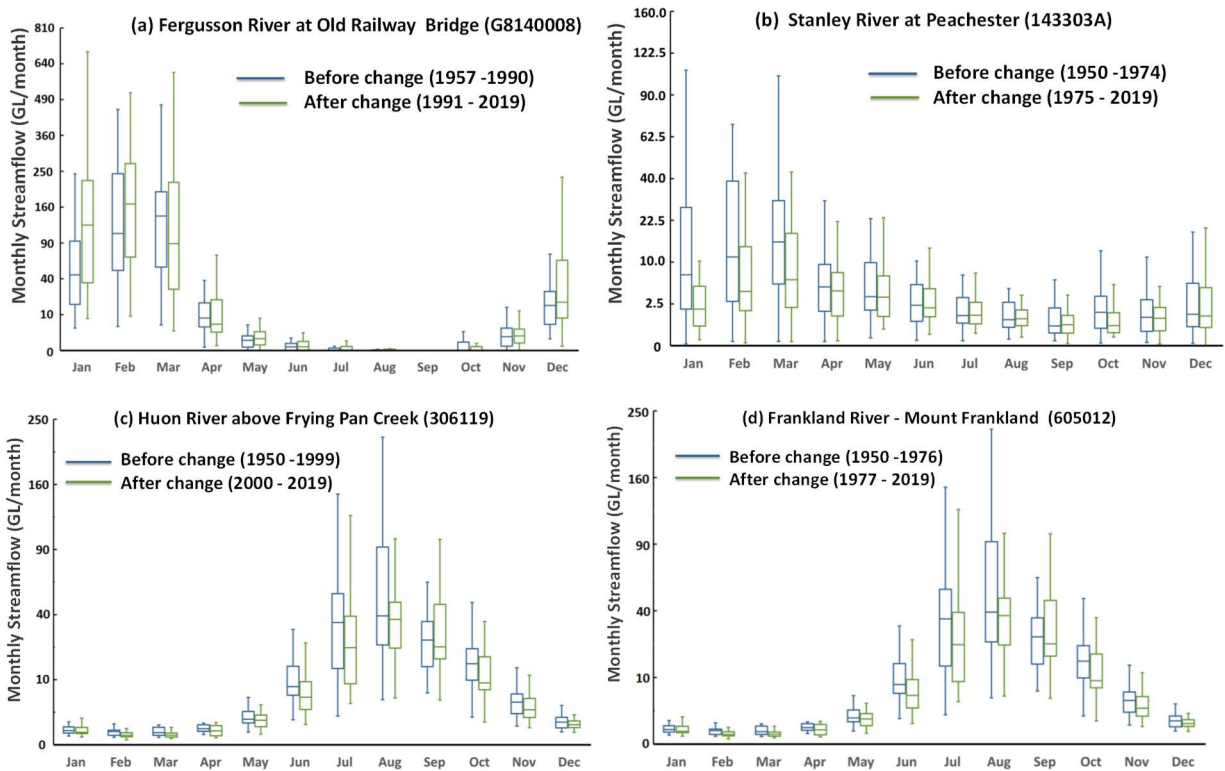 (a) Fergusson River at Old Railway Bridge (G8140008)
Monthly Streamflow (GL/month)
810
640
490
360
250
160
90
40
10
0
Before change (1957 -1990)
After change (1991 - 2019)
Jan Feb Mar Apr May Jun Jul Aug Sep Oct Nov Dec
(b) Stanley River at Peachester (143303A)
Monthly Streamflow (GL/month)
160.0
122.5
90.0
62.5
40.0
22.5
10.0
2.5
0
Before change (1950 -1974)
After change (1975 - 2019)
Jan Feb Mar Apr May Jun Jul Aug Sep Oct Nov Dec
(c) Huon River above Frying Pan Creek (306119)
Monthly Streamflow (GL/month)
250
160
90
40
10
0
Before change (1950 -1999)
After change (2000 - 2019)
Jan Feb Mar Apr May Jun Jul Aug Sep Oct Nov Dec
(d) Frankland River - Mount Frankland (605012)
Monthly Streamflow (GL/month)
250
160
90
40
10
0
Before change (1950 -1976)
After change (1977 - 2019)
Jan Feb Mar Apr May Jun Jul Aug Sep Oct Nov Dec